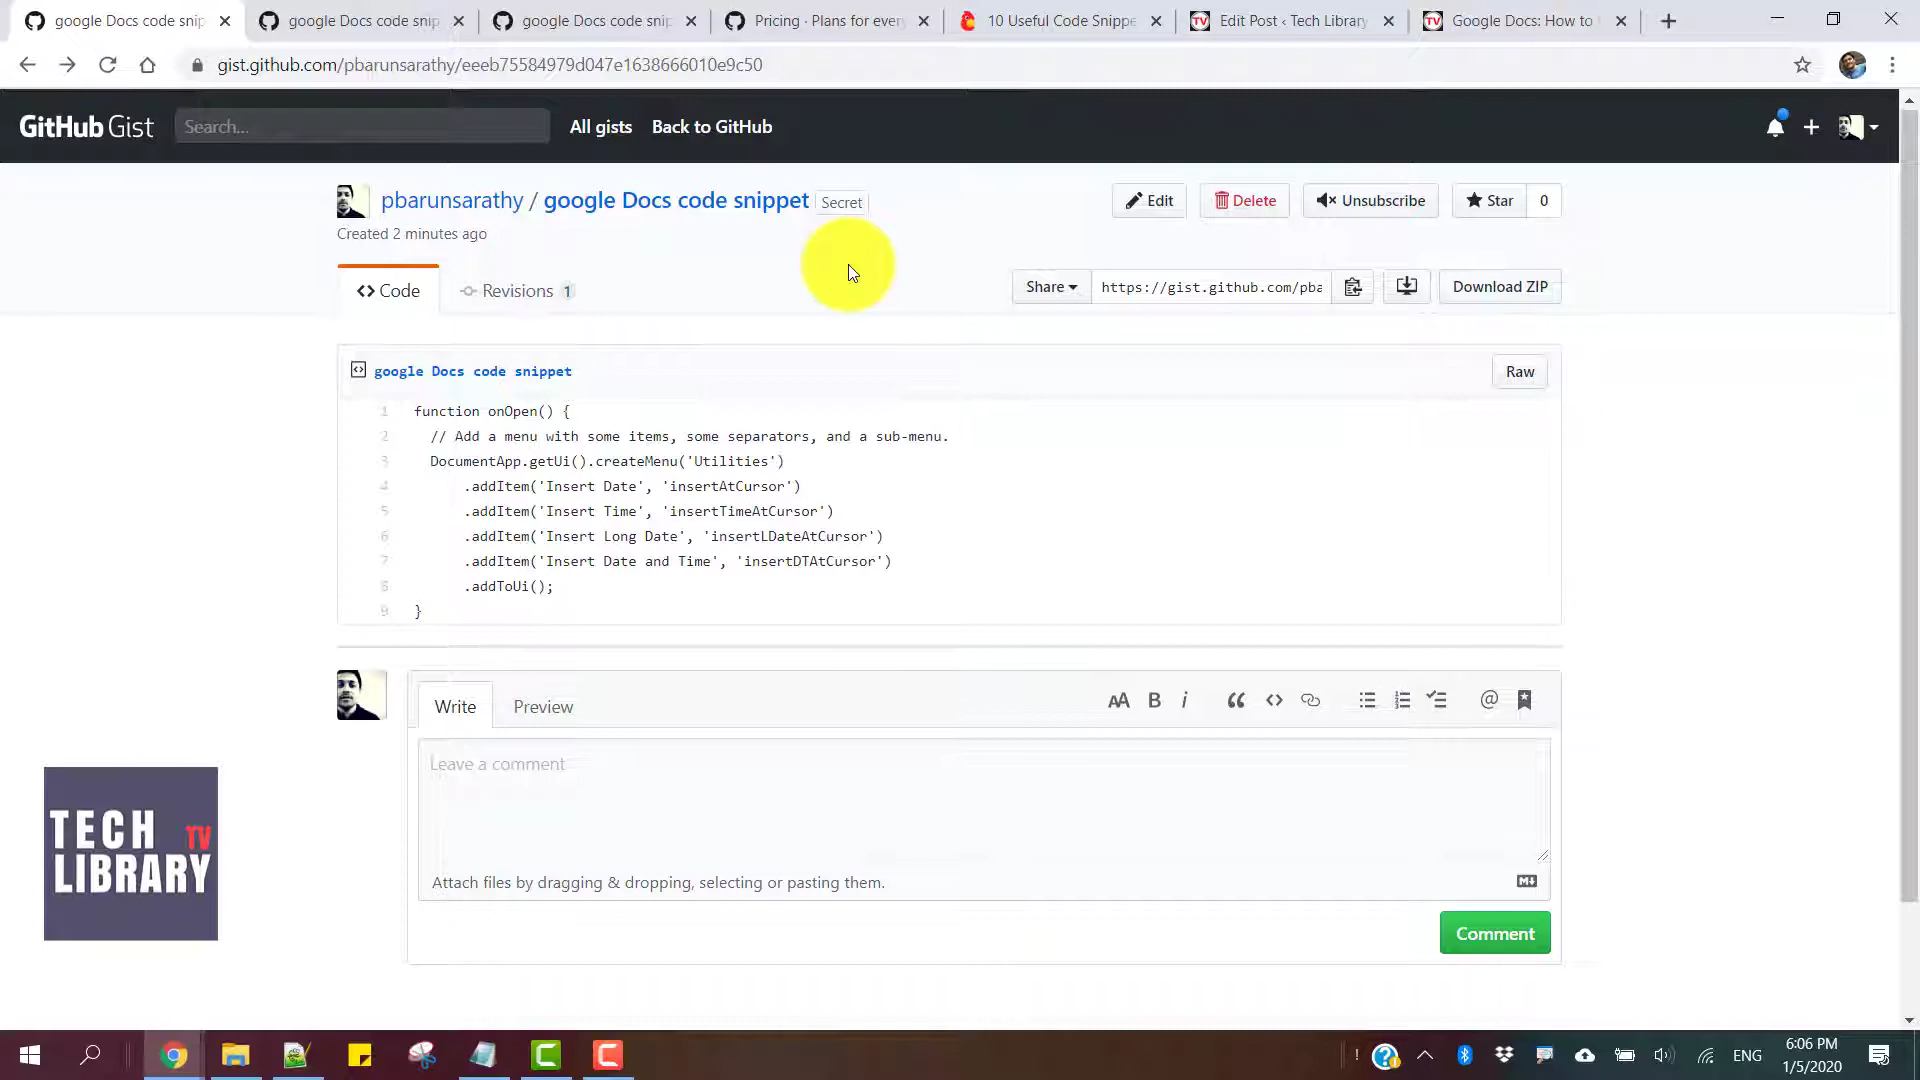 google Docs code snip
google Docs code snip
google Docs code snip
Pricing · Plans for every
10 Useful Code Snippe
Edit Post ‹ Tech Library
Google Docs: How to
gist.github.com/pbarunsarathy/eeeb75584979d047e1638666010e9c50
GitHub Gist
Search...
All gists
Back to GitHub
pbarunsarathy / google Docs code snippet
Secret
Edit
Delete
Unsubscribe
Star
0
Created 2 minutes ago
Code
Revisions 1
Share
https://gist.github.com/pba
Download ZIP
google Docs code snippet
Raw
1 function onOpen() {
2 // Add a menu with some items, some separators, and a sub-menu.
3 DocumentApp.getUi().createMenu('Utilities')
4 .addItem('Insert Date', 'insertAtCursor')
5 .addItem('Insert Time', 'insertTimeAtCursor')
6 .addItem('Insert Long Date', 'insertLDateAtCursor')
7 .addItem('Insert Date and Time', 'insertDTAtCursor')
8 .addToUi();
9 }
Write
Preview
Leave a comment
Attach files by dragging & dropping, selecting or pasting them.
Comment
TECH TV
LIBRARY
ENG
6:06 PM
1/5/2020